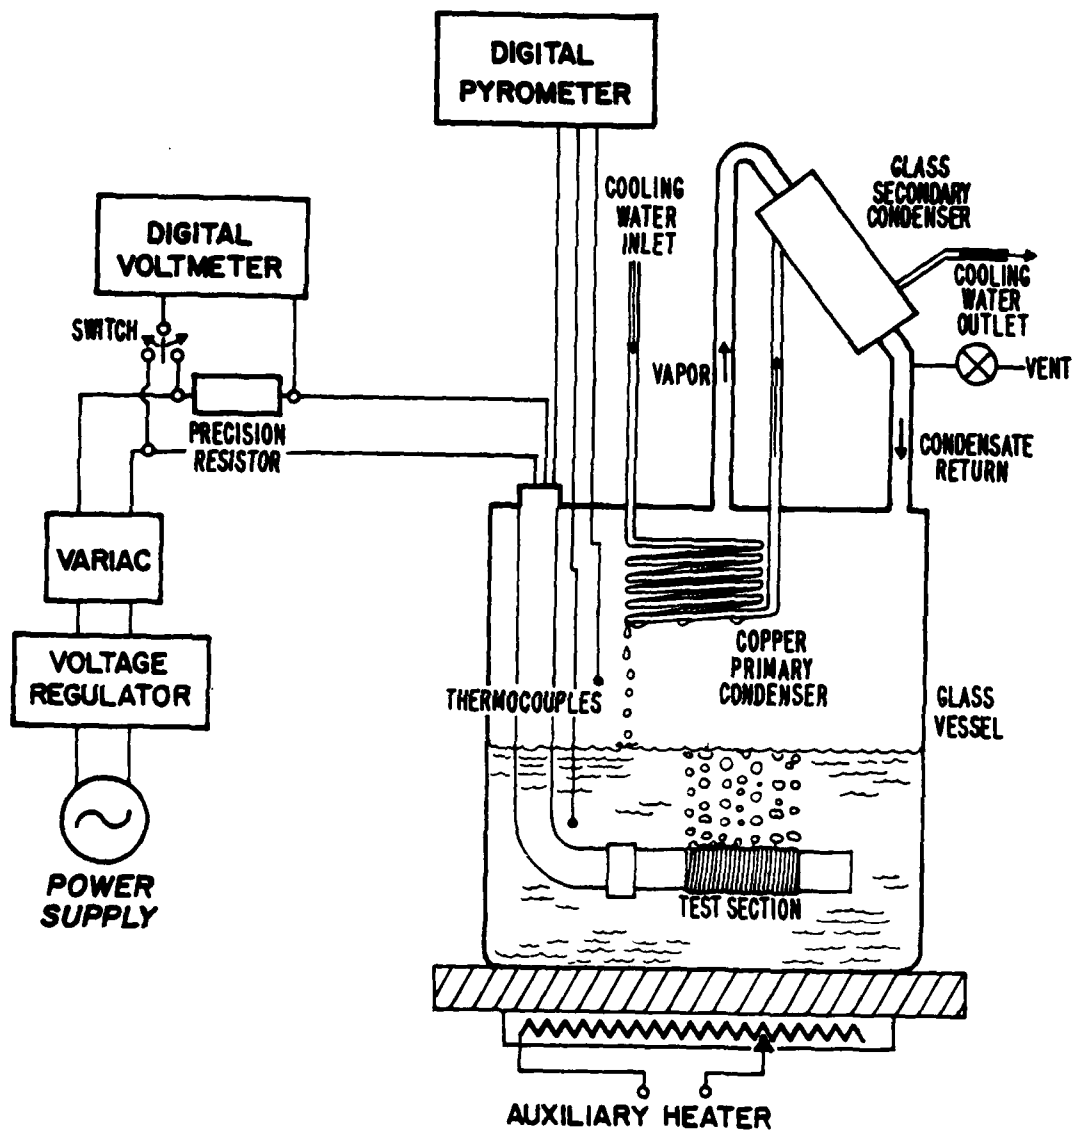 DIGITAL
PYROMETER
COOLING
WATER
INLET
GLASS
SECONDARY
CONDENSER
DIGITAL
VOLTMETER
COOLING
WATER
OUTLET
SWITCH
VAPOR
VENT
PRECISION
RESISTOR
CONDENSATE
RETURN
VARIAC
COPPER
PRIMARY
CONDENSER
VOLTAGE
REGULATOR
THERMOCOUPLES
GLASS
VESSEL
POWER
SUPPLY
TEST SECTION
AUXILIARY HEATER